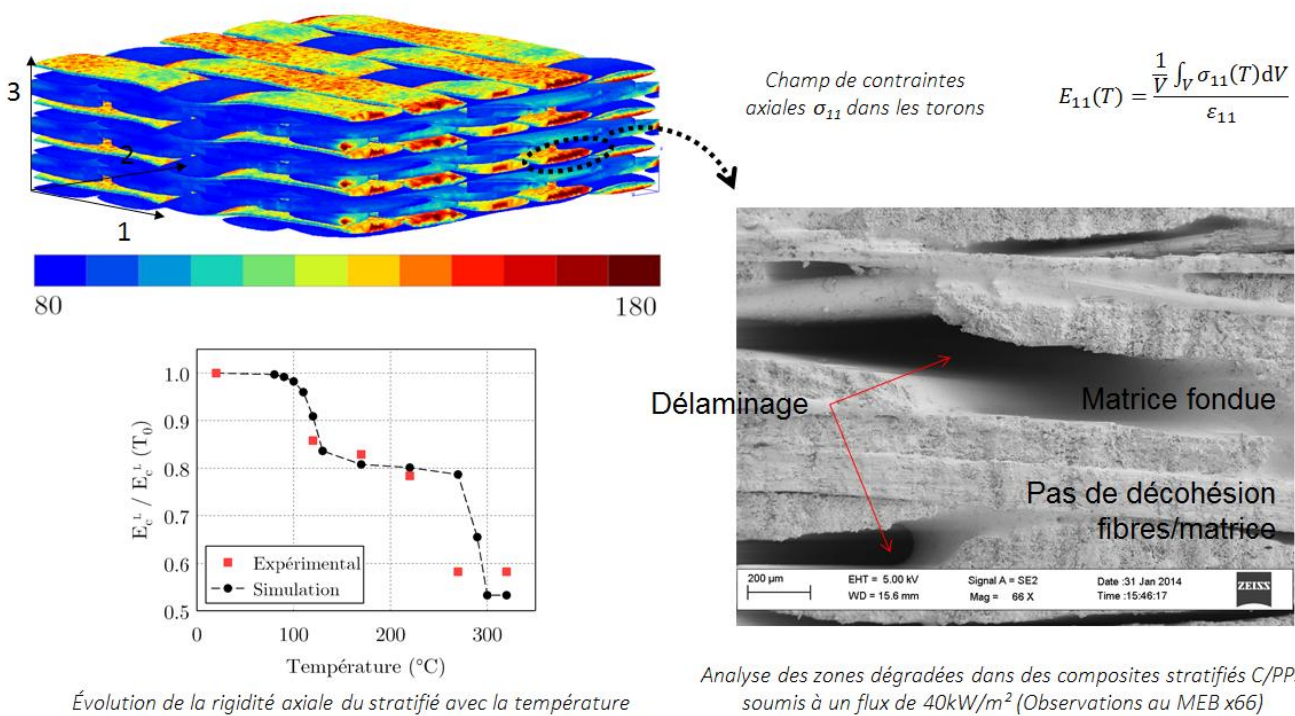 3
2
1
80
180
Champ de contraintes
axiales σ11 dans les torons
E11(T) = (1/V ∫V σ11(T)dV) / ε11
Délaminage
Matrice fondue
Pas de décohésion
fibres/matrice
200 µm
EHT = 5.00 kV
WD = 15.6 mm
Signal A = SE2
Mag = 66 X
Date :31 Jan 2014
Time :15:46:17
ZEISS
E_c^L / E_c^L (T_0)
1.0
0.9
0.8
0.7
0.6
0.5
Expérimental
Simulation
0
100
200
300
Température (°C)
Évolution de la rigidité axiale du stratifié avec la température
Analyse des zones dégradées dans des composites stratifiés C/PP
soumis à un flux de 40kW/m² (Observations au MEB x66)